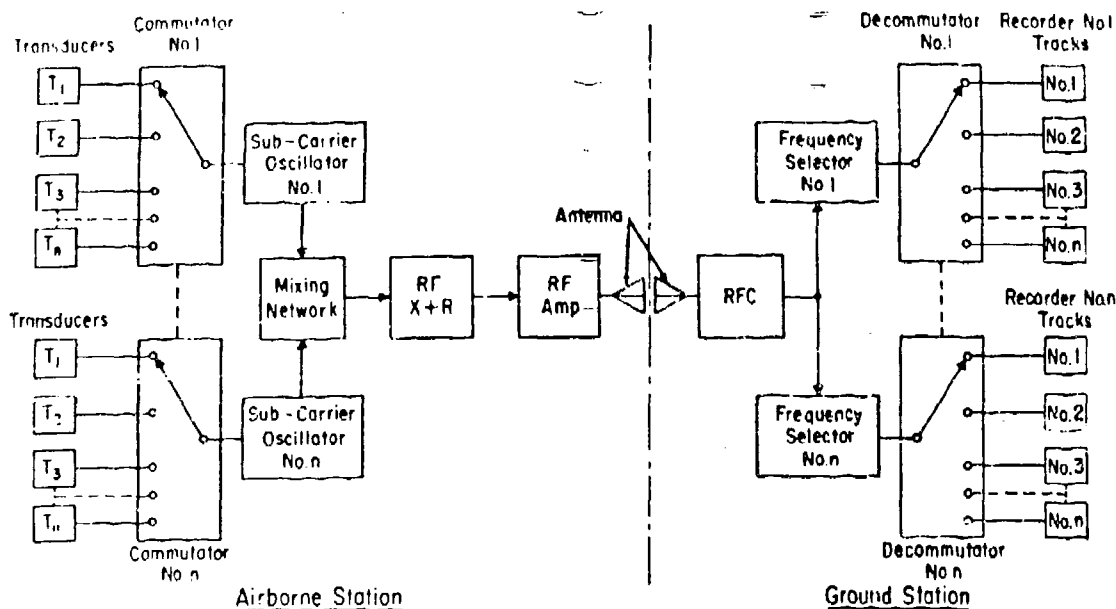 Commutator
No.1
Transducers
T1
T2
T3
Tn
Sub-Carrier
Oscillator
No.1
Transducers
T1
T2
T3
Tn
Commutator
No.n
Sub-Carrier
Oscillator
No.n
Mixing
Network
RF
X+R
RF
Amp
Antenna
RFC
Frequency
Selector
No.1
Frequency
Selector
No.n
Decommutator
No.1
Recorder No.1
Tracks
No.1
No.2
No.3
No.n
Recorder No.n
Tracks
No.1
No.2
No.3
No.n
Decommutator
No.n
Airborne Station
Ground Station